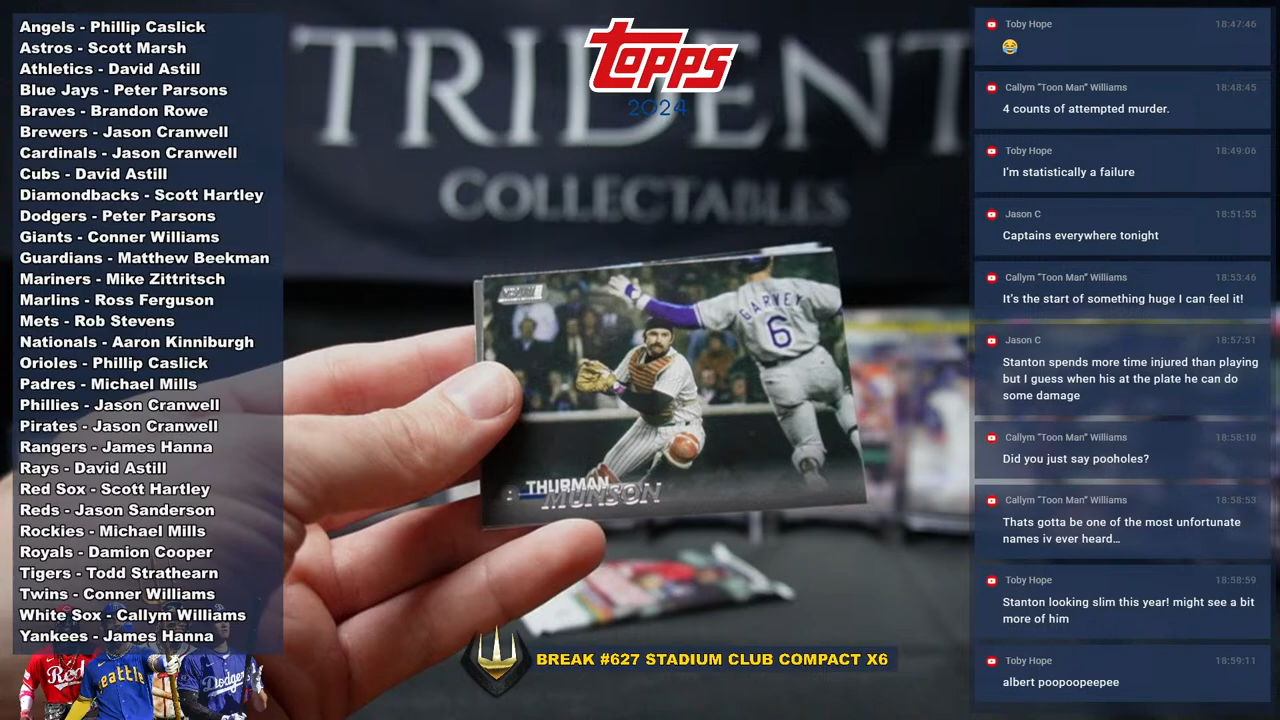 Angels - Phillip Caslick
Astros - Scott Marsh
Athletics - David Astill
Blue Jays - Peter Parsons
Braves - Brandon Rowe
Brewers - Jason Cranwell
Cardinals - Jason Cranwell
Cubs - David Astill
Diamondbacks - Scott Hartley
Dodgers - Peter Parsons
Giants - Conner Williams
Guardians - Matthew Beekman
Mariners - Mike Zittritsch
Marlins - Ross Ferguson
Mets - Rob Stevens
Nationals - Aaron Kinniburgh
Orioles - Phillip Caslick
Padres - Michael Mills
Phillies - Jason Cranwell
Pirates - Jason Cranwell
Rangers - James Hanna
Rays - David Astill
Red Sox - Scott Hartley
Reds - Jason Sanderson
Rockies - Michael Mills
Royals - Damion Cooper
Tigers - Todd Strathearn
Twins - Conner Williams
White Sox - Callym Williams
Yankees - James Hanna
Reds
Seattle
Dodgers
TRIDENT
COLLECTABLES
topps
2024
GARVEY
6
THURMAN
MUNSON
BREAK #627 STADIUM CLUB COMPACT X6
Toby Hope 18:47:46
😂
Callym "Toon Man" Williams 18:48:45
4 counts of attempted murder.
Toby Hope 18:49:06
I'm statistically a failure
Jason C 18:51:55
Captains everywhere tonight
Callym "Toon Man" Williams 18:53:46
It's the start of something huge I can feel it!
Jason C 18:57:51
Stanton spends more time injured than playing
but I guess when his at the plate he can do
some damage
Callym "Toon Man" Williams 18:58:10
Did you just say pooholes?
Callym "Toon Man" Williams 18:58:53
Thats gotta be one of the most unfortunate
names iv ever heard...
Toby Hope 18:58:59
Stanton looking slim this year! might see a bit
more of him
Toby Hope 18:59:11
albert poopoopeepee